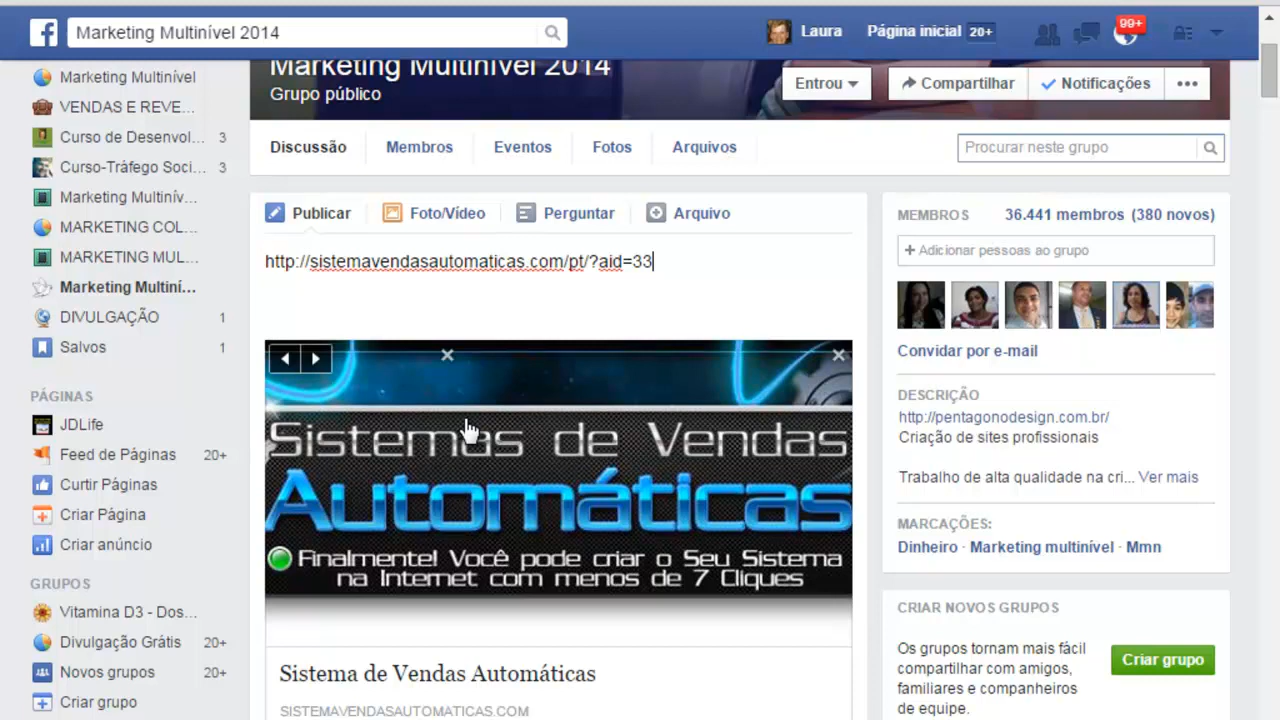 Marketing Multinível 2014
Laura
Página inicial 20+
99+
Marketing Multinível
VENDAS E REVE...
Curso de Desenvol... 3
Curso-Tráfego Soci... 3
Marketing Multinív...
MARKETING COL...
MARKETING MUL...
Marketing Multiní...
DIVULGAÇÃO 1
Salvos 1
PÁGINAS
JDLife
Feed de Páginas 20+
Curtir Páginas
Criar Página
Criar anúncio
GRUPOS
Vitamina D3 - Dos...
Divulgação Grátis 20+
Novos grupos 20+
Criar grupo
Marketing Multinível 2014
Grupo público
Entrou
Compartilhar
Notificações
Discussão Membros Eventos Fotos Arquivos
Procurar neste grupo
Publicar Foto/Vídeo Perguntar Arquivo
http://sistemavendasautomaticas.com/pt/?aid=33
Sistemas de Vendas
Automáticas
Finalmente! Você pode criar o Seu Sistema
na Internet com menos de 7 Cliques
Sistema de Vendas Automáticas
SISTEMAVENDASAUTOMATICAS.COM
MEMBROS 36.441 membros (380 novos)
+ Adicionar pessoas ao grupo
Convidar por e-mail
DESCRIÇÃO
http://pentagonodesign.com.br/
Criação de sites profissionais
Trabalho de alta qualidade na cri... Ver mais
MARCAÇÕES:
Dinheiro · Marketing multinível · Mmn
CRIAR NOVOS GRUPOS
Os grupos tornam mais fácil
compartilhar com amigos,
familiares e companheiros
de equipe.
Criar grupo